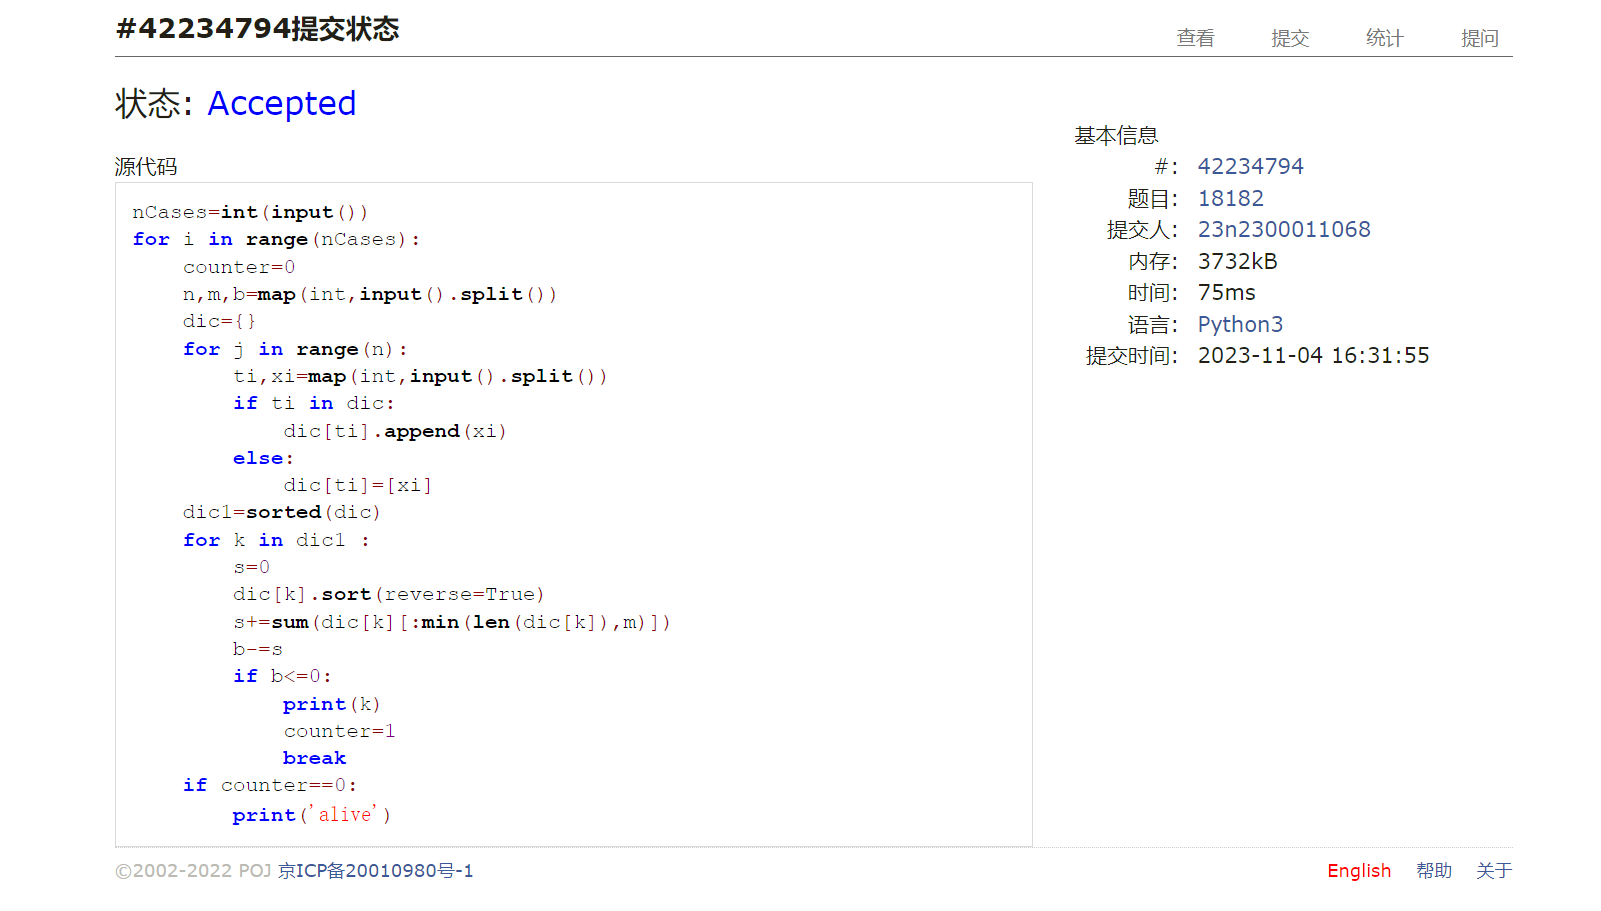 #42234794提交状态
查看 提交 统计 提问
状态: Accepted
源代码
nCases=int(input())
for i in range(nCases):
    counter=0
    n,m,b=map(int,input().split())
    dic={}
    for j in range(n):
        ti,xi=map(int,input().split())
        if ti in dic:
            dic[ti].append(xi)
        else:
            dic[ti]=[xi]
    dic1=sorted(dic)
    for k in dic1 :
        s=0
        dic[k].sort(reverse=True)
        s+=sum(dic[k][:min(len(dic[k]),m)])
        b-=s
        if b<=0:
            print(k)
            counter=1
            break
    if counter==0:
        print('alive')
基本信息
#: 42234794
题目: 18182
提交人: 23n2300011068
内存: 3732kB
时间: 75ms
语言: Python3
提交时间: 2023-11-04 16:31:55
©2002-2022 POJ 京ICP备20010980号-1
English 帮助 关于